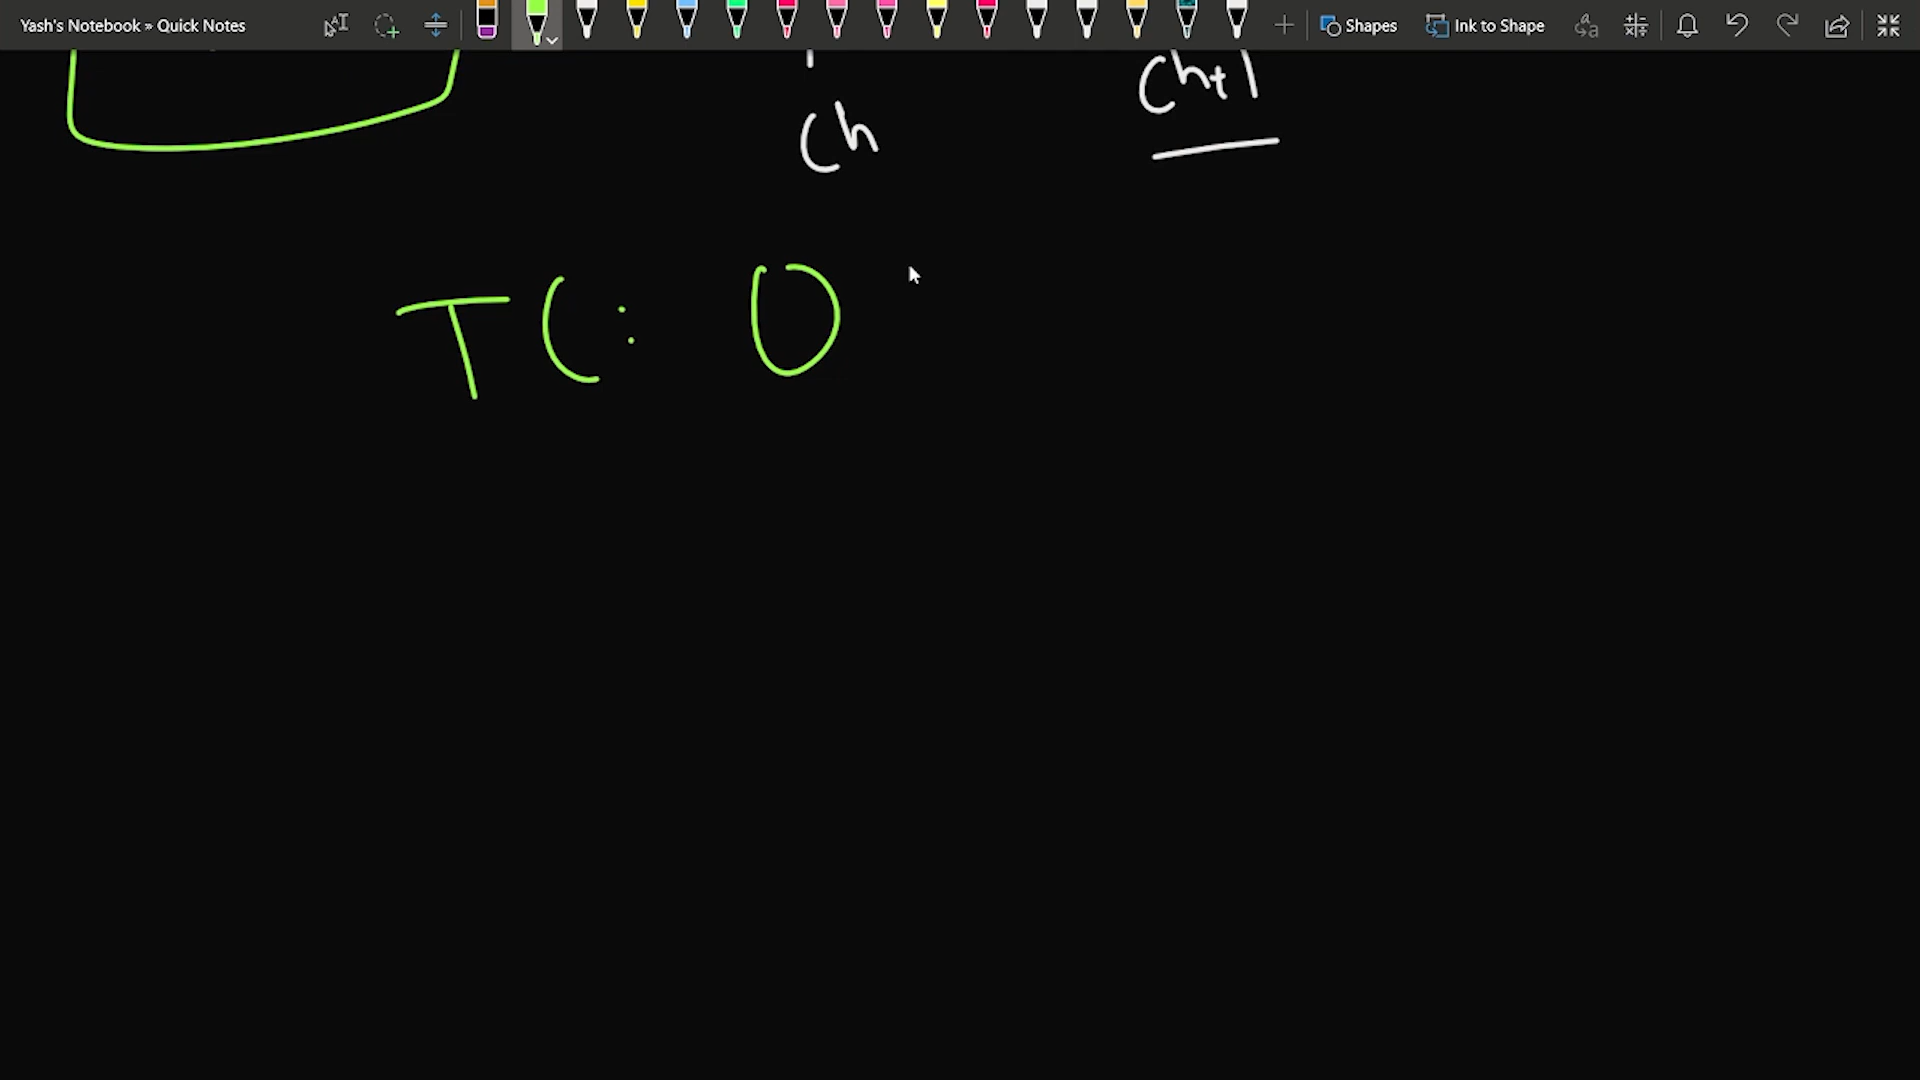 Yash's Notebook » Quick Notes Shapes Ink to Shape
Ch+1
Ch
TC: O